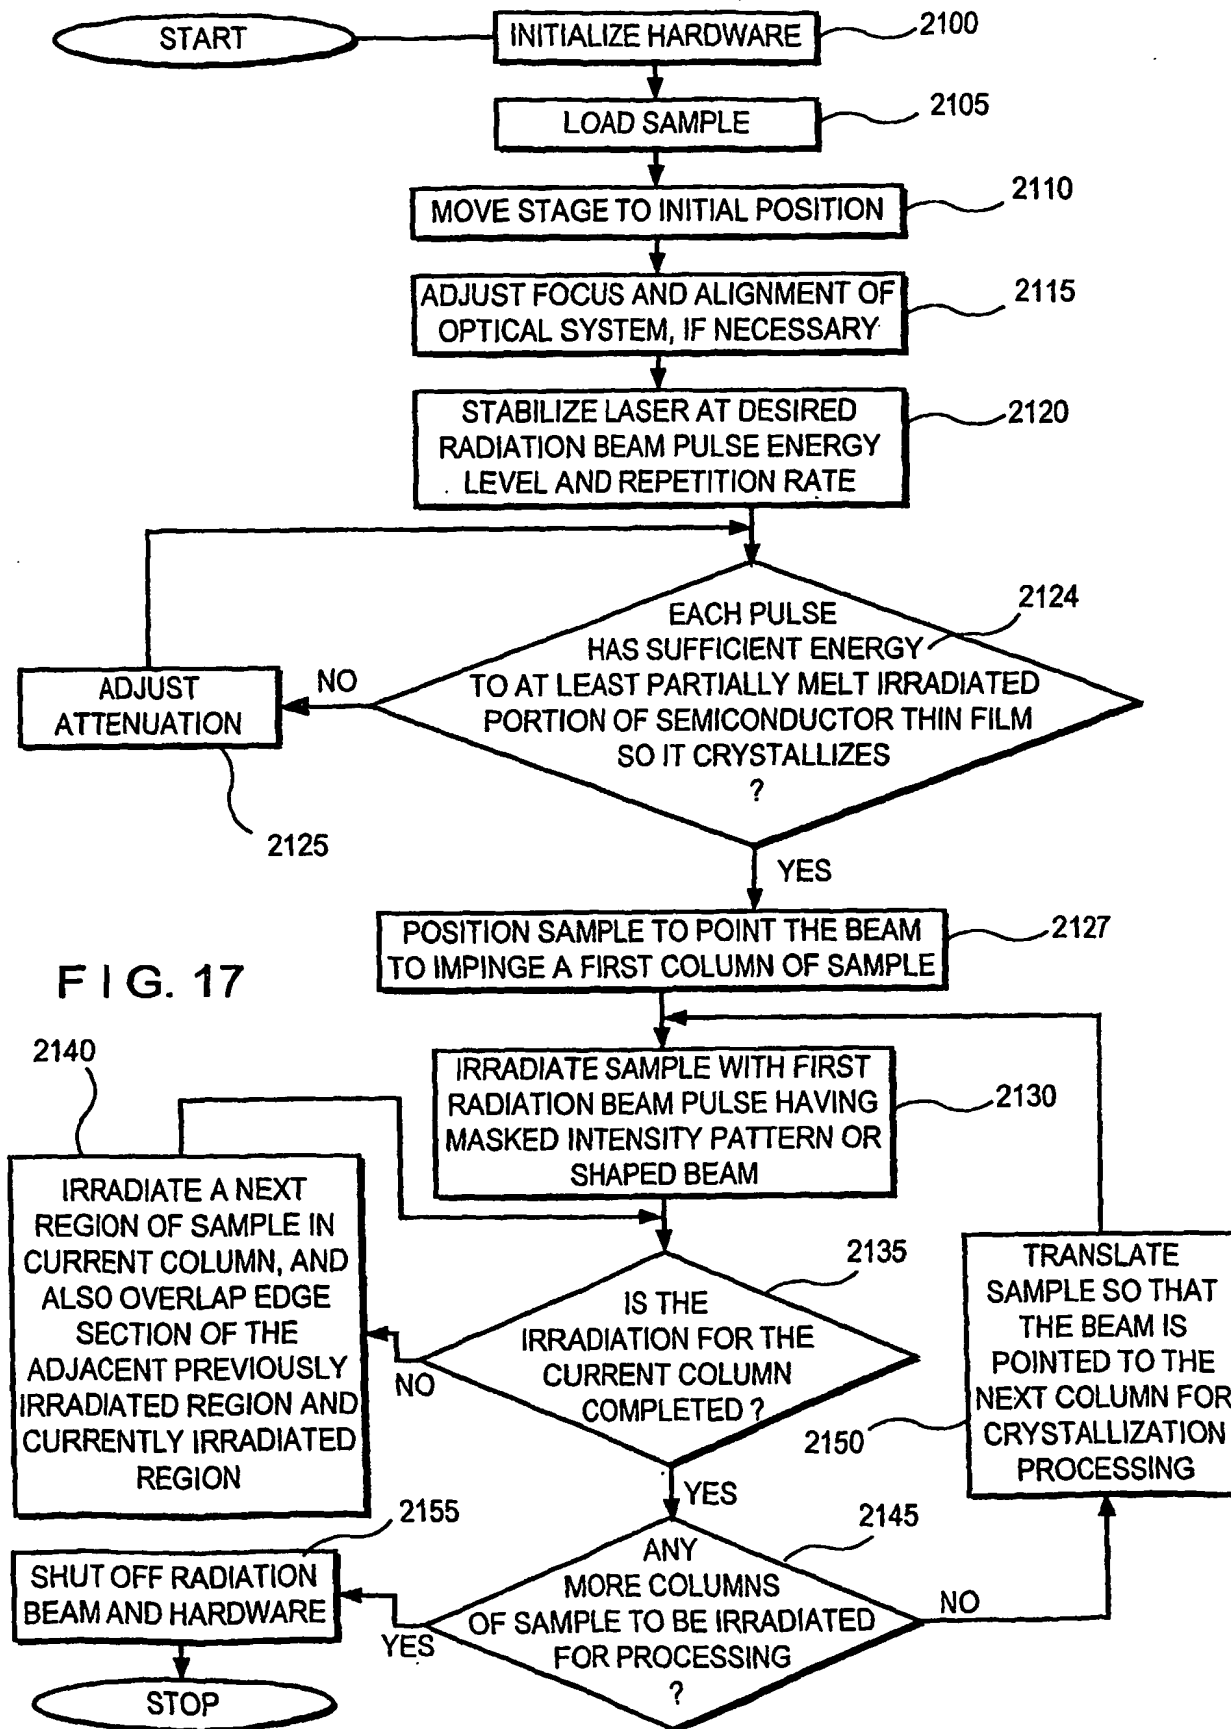 START
INITIALIZE HARDWARE
2100
LOAD SAMPLE
2105
MOVE STAGE TO INITIAL POSITION
2110
ADJUST FOCUS AND ALIGNMENT OF
OPTICAL SYSTEM, IF NECESSARY
2115
STABILIZE LASER AT DESIRED
RADIATION BEAM PULSE ENERGY
LEVEL AND REPETITION RATE
2120
EACH PULSE
HAS SUFFICIENT ENERGY
TO AT LEAST PARTIALLY MELT IRRADIATED
PORTION OF SEMICONDUCTOR THIN FILM
SO IT CRYSTALLIZES
?
2124
NO
ADJUST
ATTENUATION
2125
YES
POSITION SAMPLE TO POINT THE BEAM
TO IMPINGE A FIRST COLUMN OF SAMPLE
2127
FIG. 17
IRRADIATE SAMPLE WITH FIRST
RADIATION BEAM PULSE HAVING
MASKED INTENSITY PATTERN OR
SHAPED BEAM
2130
2140
IRRADIATE A NEXT
REGION OF SAMPLE IN
CURRENT COLUMN, AND
ALSO OVERLAP EDGE
SECTION OF THE
ADJACENT PREVIOUSLY
IRRADIATED REGION AND
CURRENTLY IRRADIATED
REGION
IS THE
IRRADIATION FOR THE
CURRENT COLUMN
COMPLETED ?
2135
NO
YES
TRANSLATE
SAMPLE SO THAT
THE BEAM IS
POINTED TO THE
NEXT COLUMN FOR
CRYSTALLIZATION
PROCESSING
2150
ANY
MORE COLUMNS
OF SAMPLE TO BE IRRADIATED
FOR PROCESSING
?
2145
NO
YES
2155
SHUT OFF RADIATION
BEAM AND HARDWARE
STOP